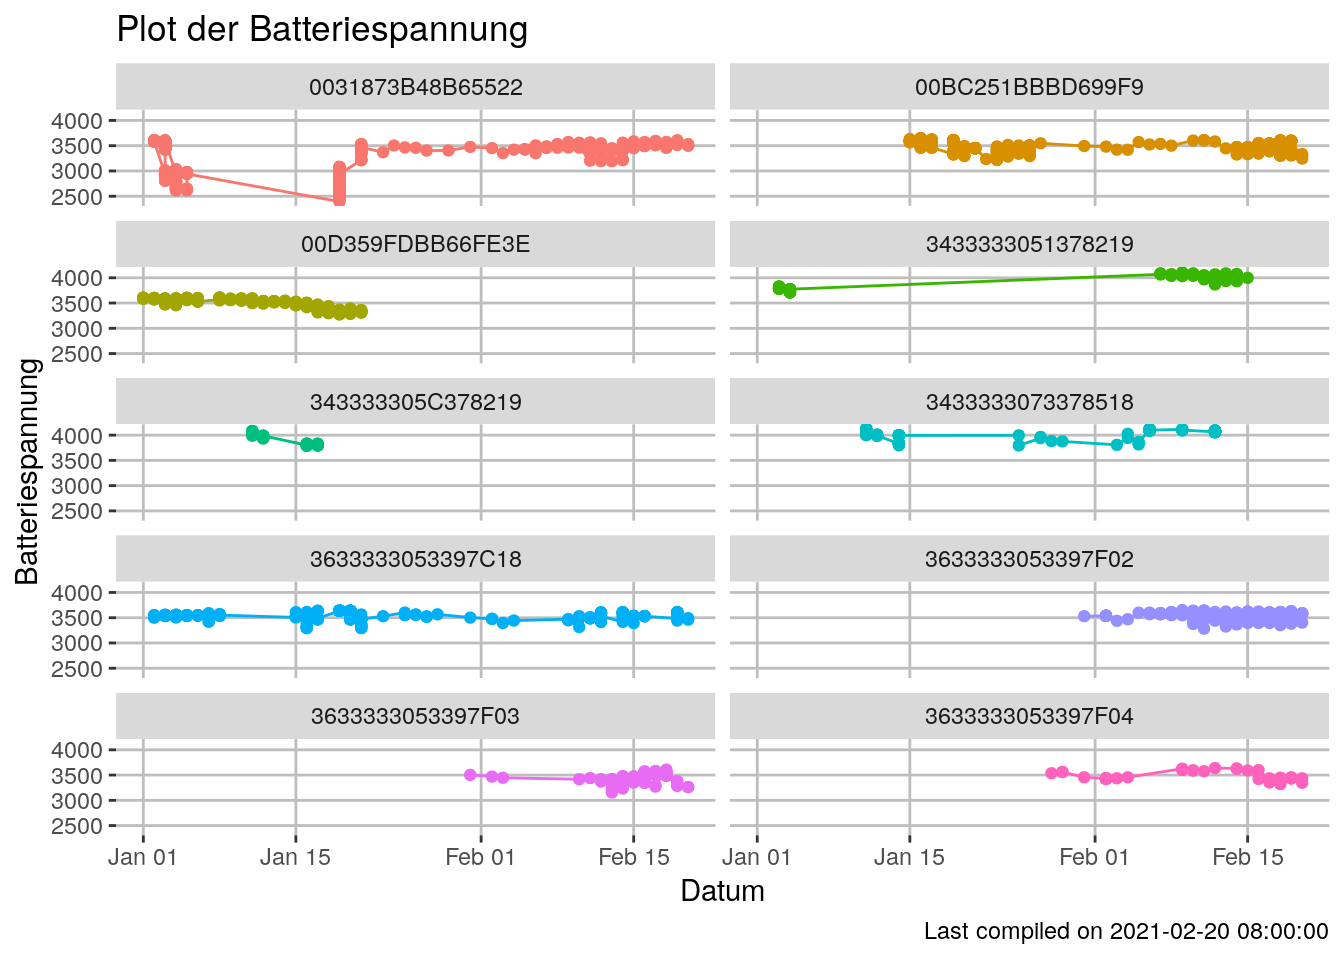 Plot der Batteriespannung
0031873B48B65522
00BC251BBBD699F9
4000
3500
3000
2500
00D359FDBB66FE3E
3433333051378219
4000
3500
3000
2500
343333305C378219
3433333073378518
4000
3500
3000
2500
3633333053397C18
3633333053397F02
4000
3500
3000
2500
3633333053397F03
3633333053397F04
4000
3500
3000
2500
Batteriespannung
Jan 01 Jan 15 Feb 01 Feb 15
Jan 01 Jan 15 Feb 01 Feb 15
Datum
Last compiled on 2021-02-20 08:00:00